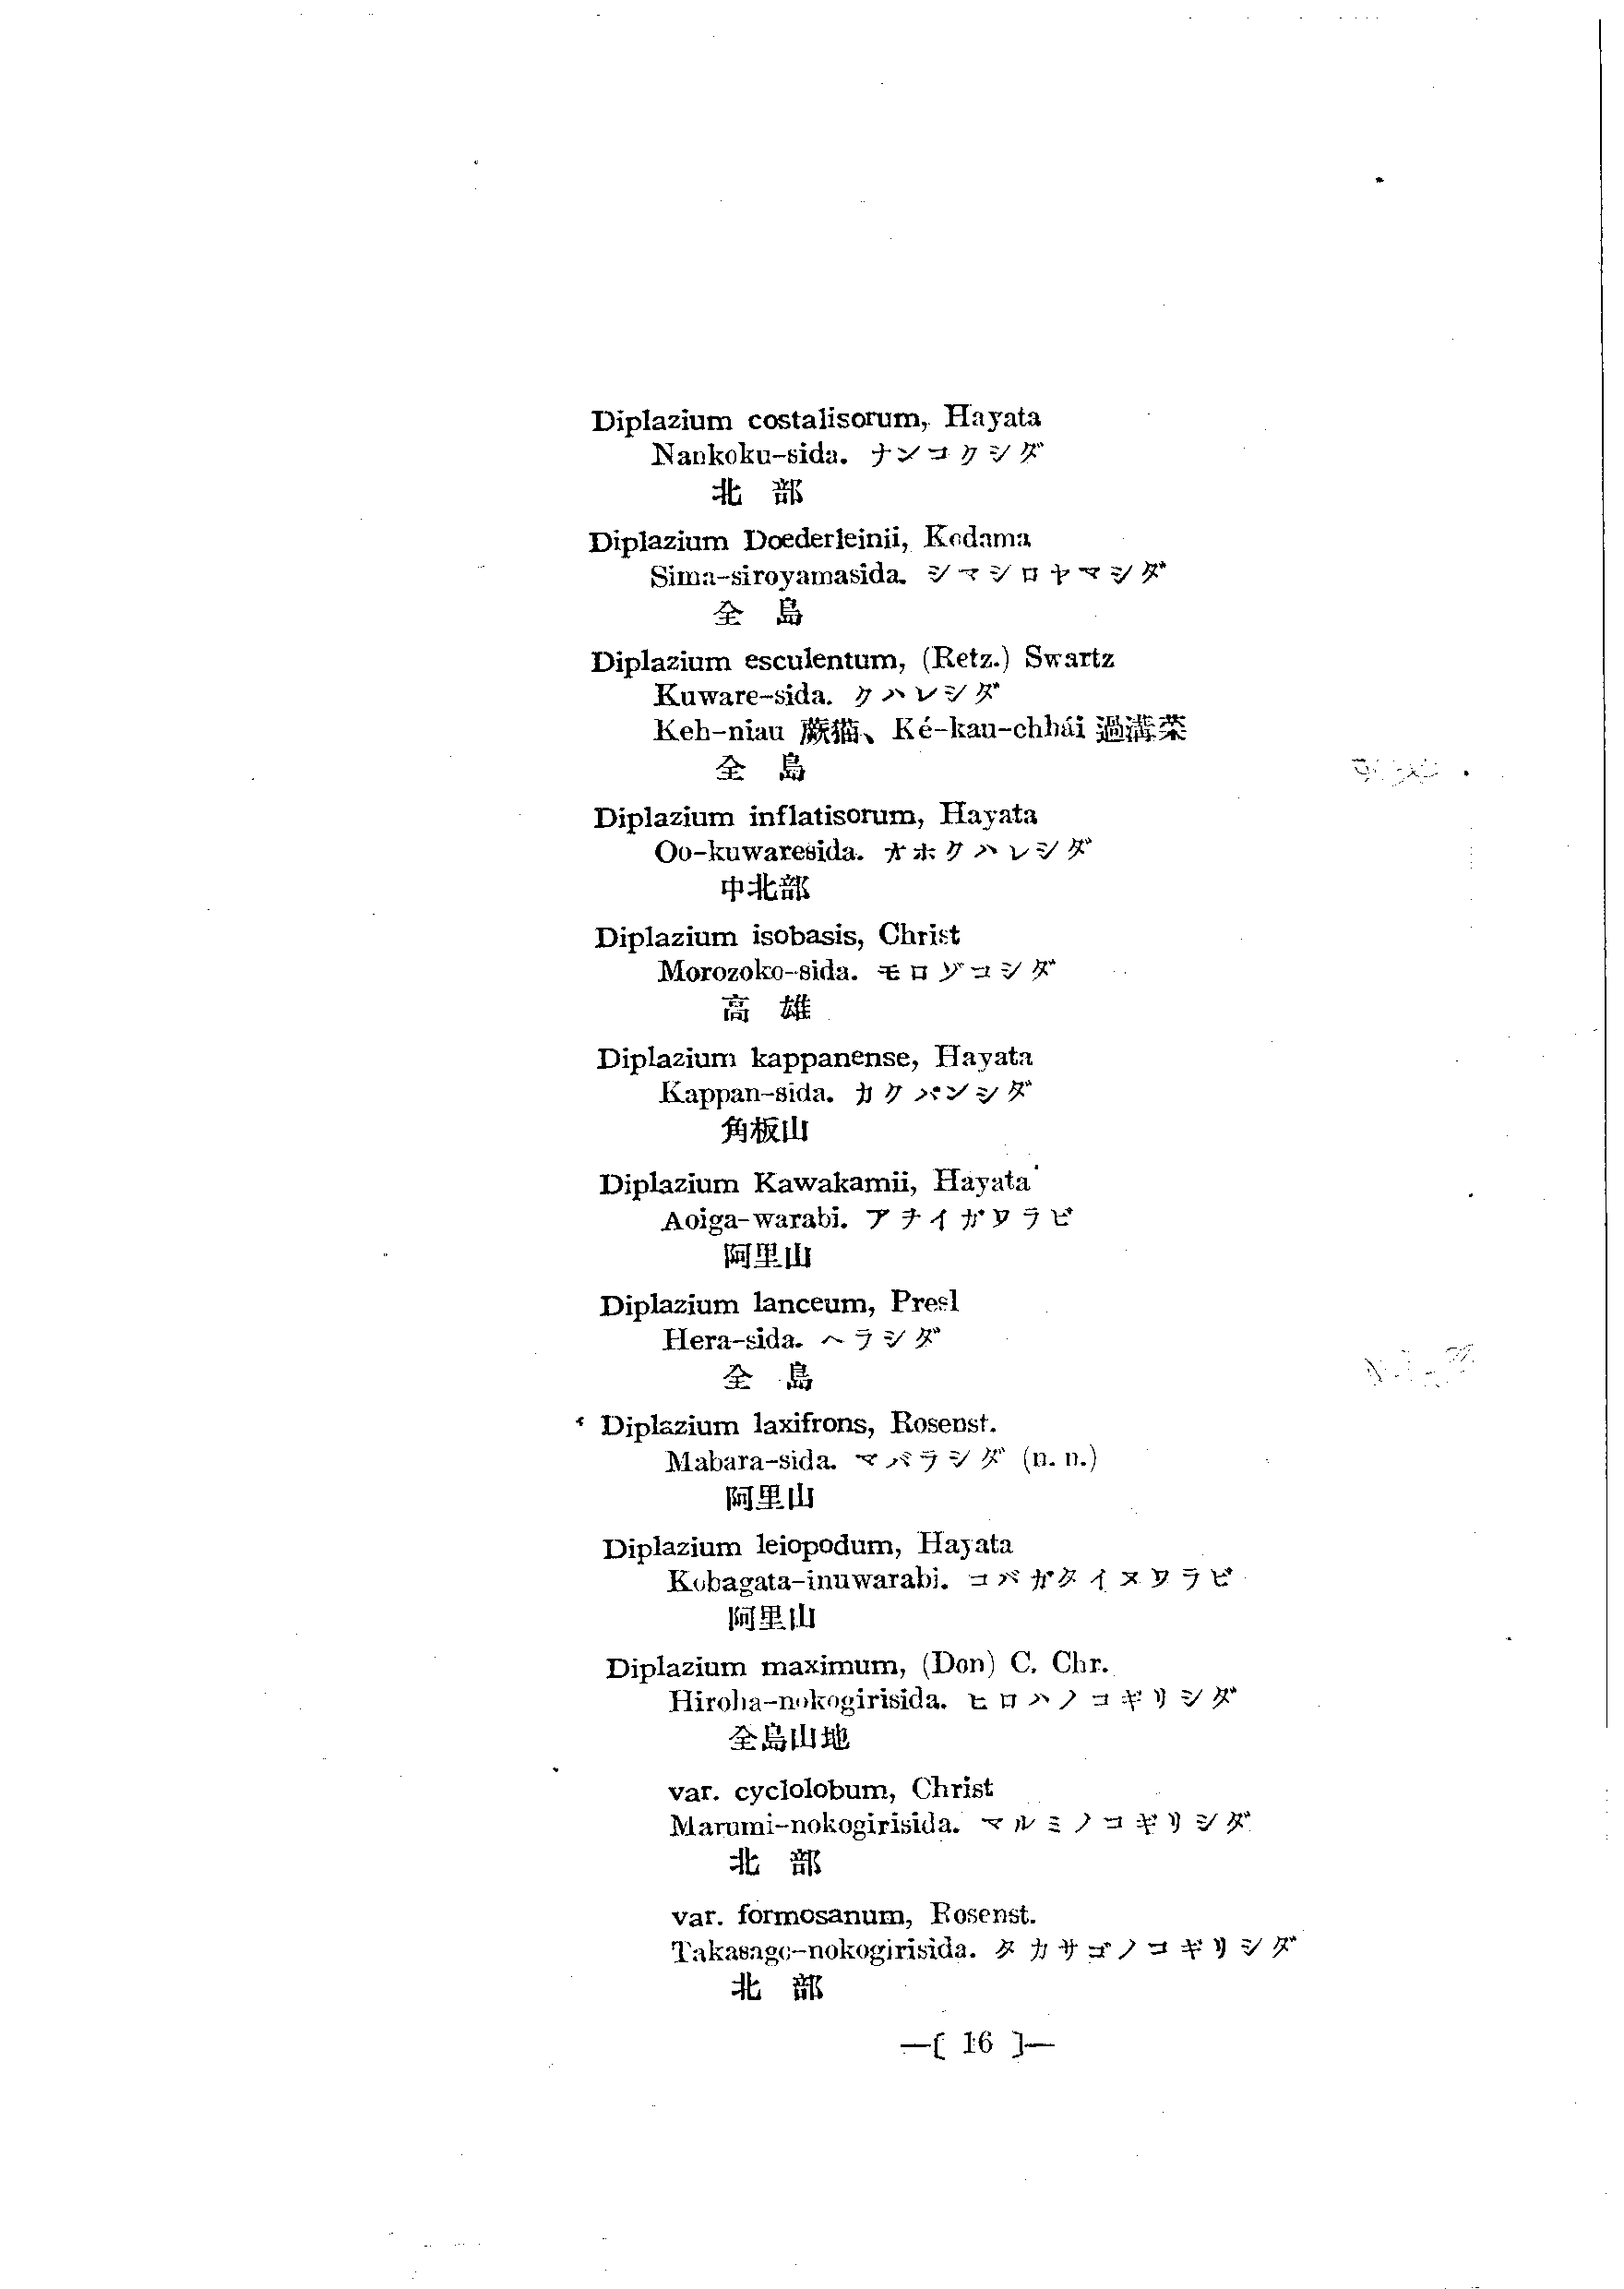 Diplazium costalisorum, Hayata
Nankoku-sida. ナンコクシダ
北 部
Diplazium Doederleinii, Kodama
Sima-siroyamasida. シマシロヤマシダ
全 島
Diplazium esculentum, (Retz.) Swartz
Kuware-sida. クハレシダ
Keh-niau 蕨猫、 Ké-kau-chhái 過溝菜
全 島
Diplazium inflatisorum, Hayata
Oo-kuwaresida. オホクハレシダ
中北部
Diplazium isobasis, Christ
Morozoko-sida. モロゾコシダ
高 雄
Diplazium kappanense, Hayata
Kappan-sida. カクパンシダ
角板山
Diplazium Kawakamii, Hayata
Aoiga-warabi. アヲイガワラビ
阿里山
Diplazium lanceum, Presl
Hera-sida. ヘラシダ
全 島
Diplazium laxifrons, Rosenst.
Mabara-sida. マバラシダ (n. n.)
阿里山
Diplazium leiopodum, Hayata
Kobagata-inuwarabi. コバガタイヌワラビ
阿里山
Diplazium maximum, (Don) C. Chr.
Hiroha-nokogirisida. ヒロハノコギリシダ
全島山地
var. cyclolobum, Christ
Marumi-nokogirisida. マルミノコギリシダ
北 部
var. formosanum, Rosenst.
Takasago-nokogirisida. タカサゴノコギリシダ
北 部
—[ 16 ]—